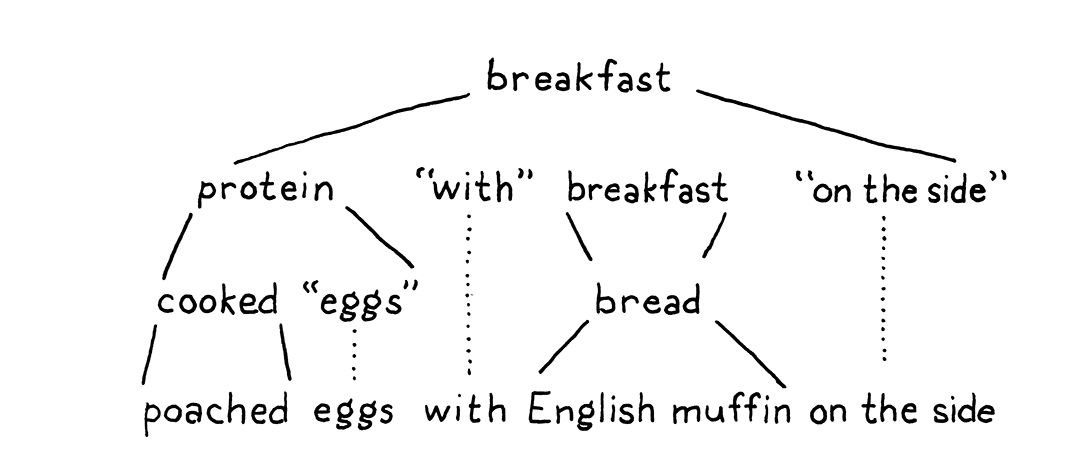 breakfast
protein “with” breakfast “on the side”
cooked “eggs” bread
poached eggs with English muffin on the side